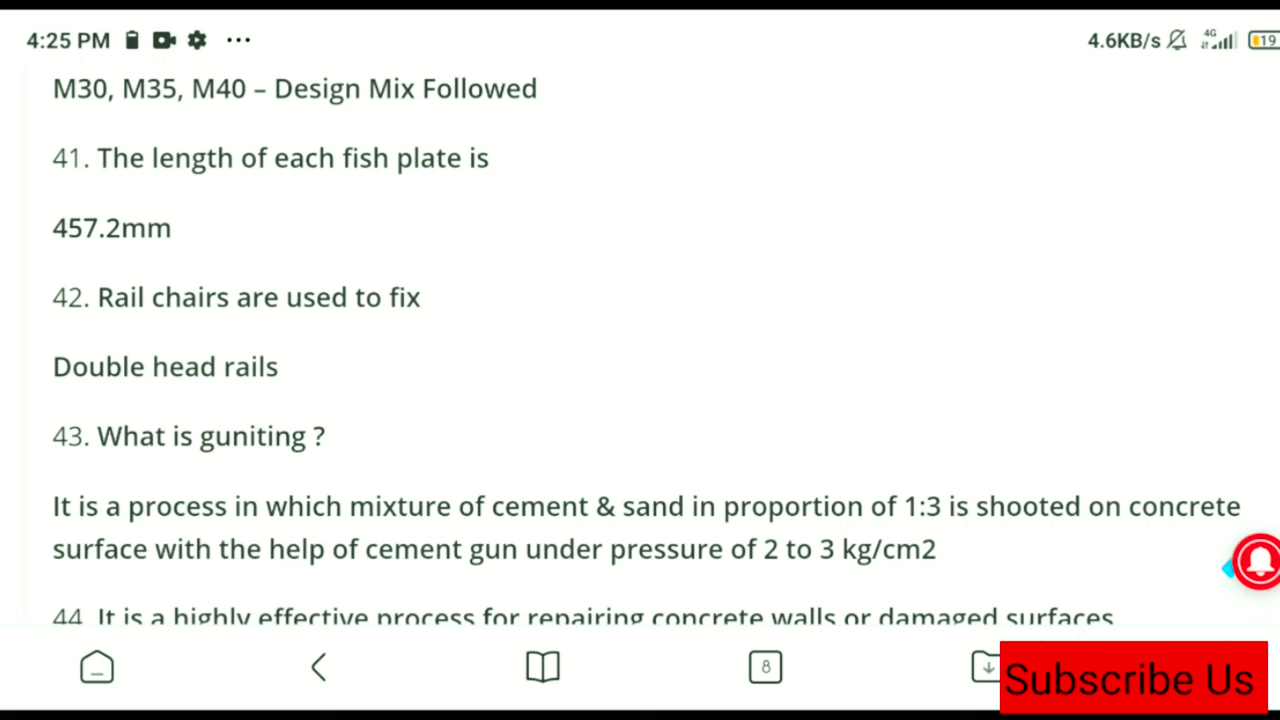 4:25 PM ... 4.6KB/s 4G 19
M30, M35, M40 – Design Mix Followed
41. The length of each fish plate is
457.2mm
42. Rail chairs are used to fix
Double head rails
43. What is guniting ?
It is a process in which mixture of cement & sand in proportion of 1:3 is shooted on concrete
surface with the help of cement gun under pressure of 2 to 3 kg/cm2
44. It is a highly effective process for repairing concrete walls or damaged surfaces
8
Subscribe Us